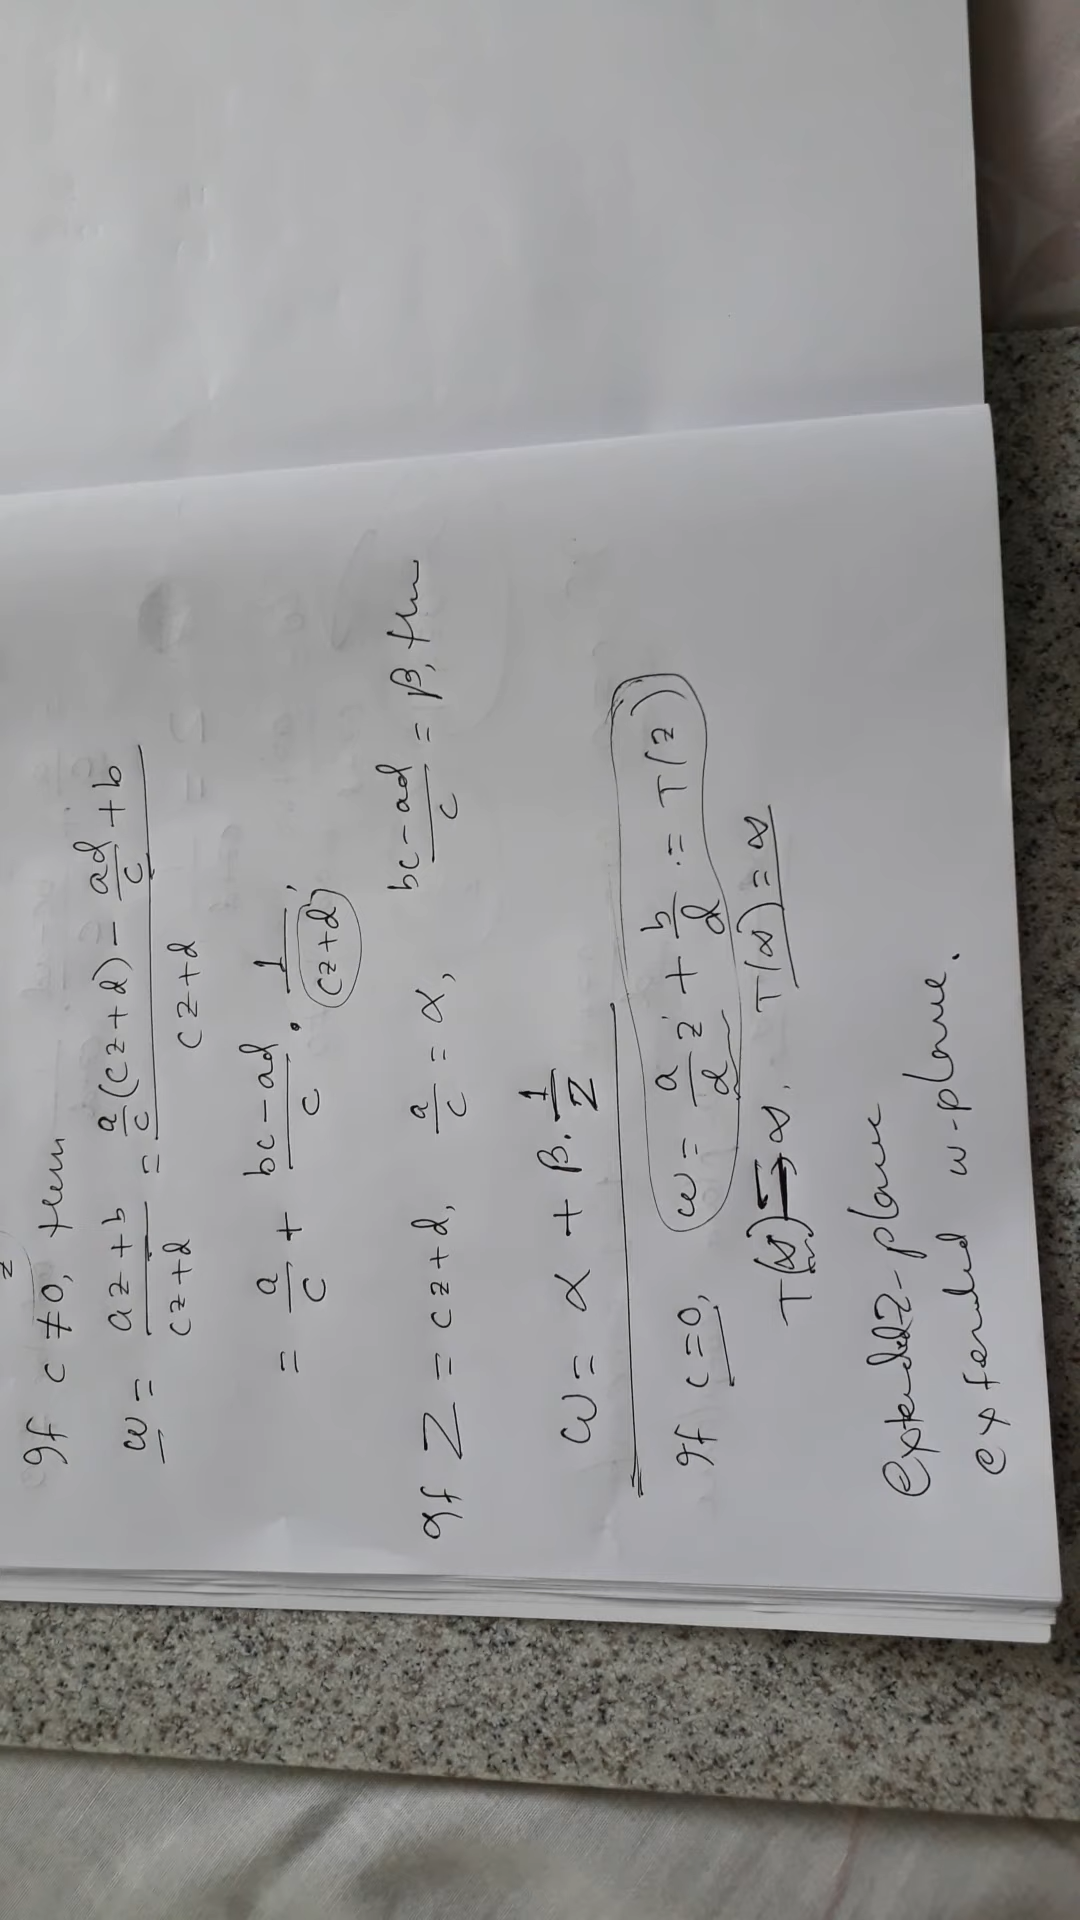 z
If c ≠ 0, then
w = (az + b)/(cz + d) = (a/c (cz + d) - ad/c + b)/(cz + d)
= a/c + (bc - ad)/c · 1/(cz + d),
If Z = cz + d, a/c = α, (bc - ad)/c = β, then
w = α + β · 1/Z
If c = 0, w = a/d z + b/d := T(z)
T(∞) → ∞. T(∞) = ∞
extended z-plane
extended w-plane.